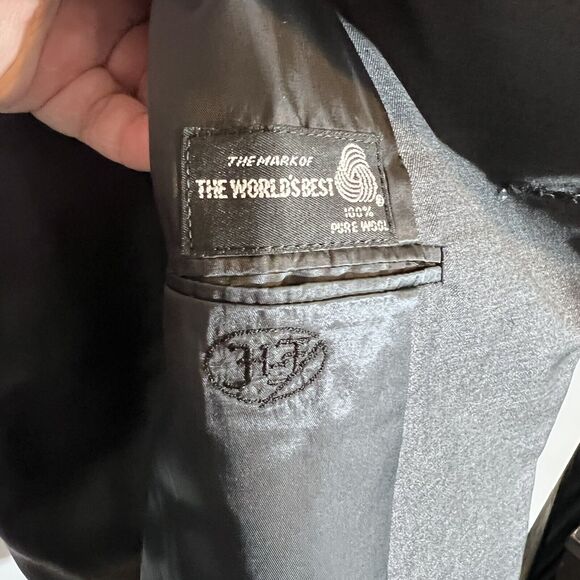 THE MARK OF
THE WORLD'S BEST
®
100%
PURE WOOL